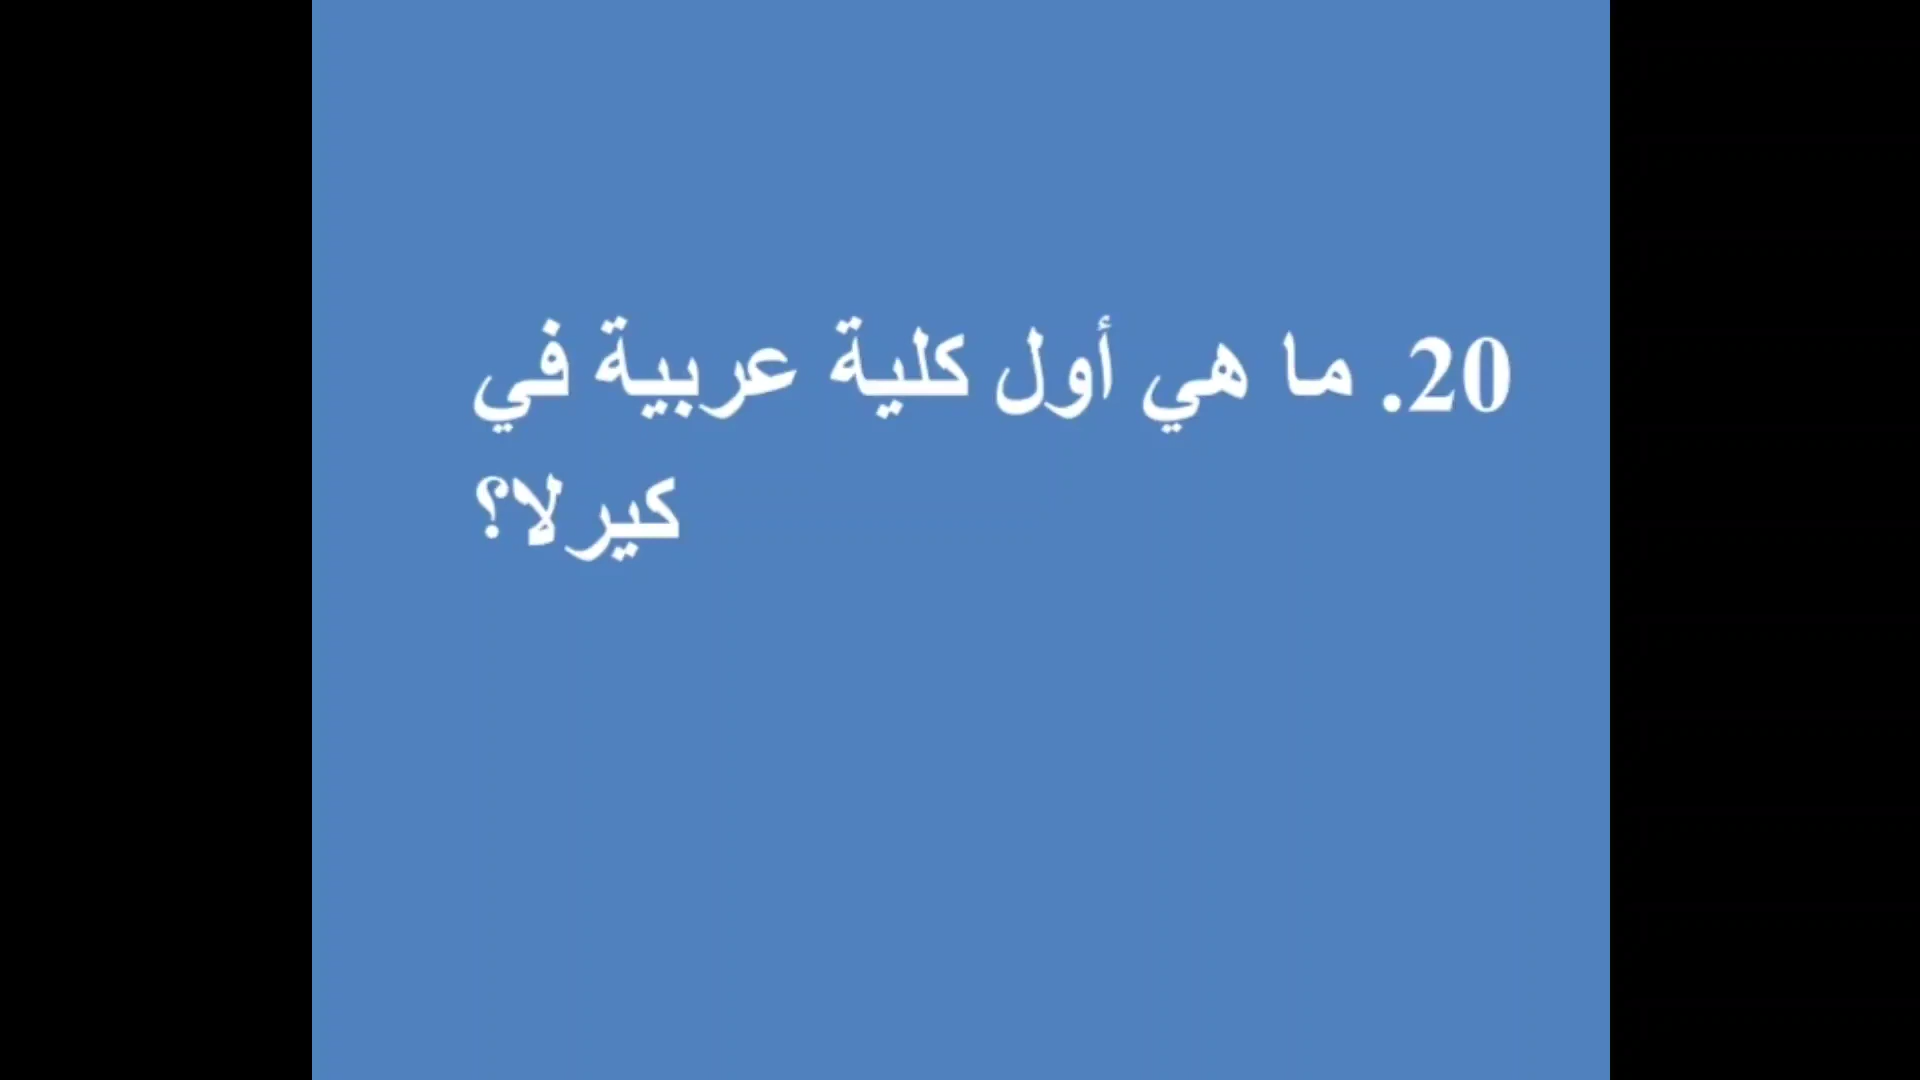 20. ما هي أول كلية عربية في
كيرلا؟